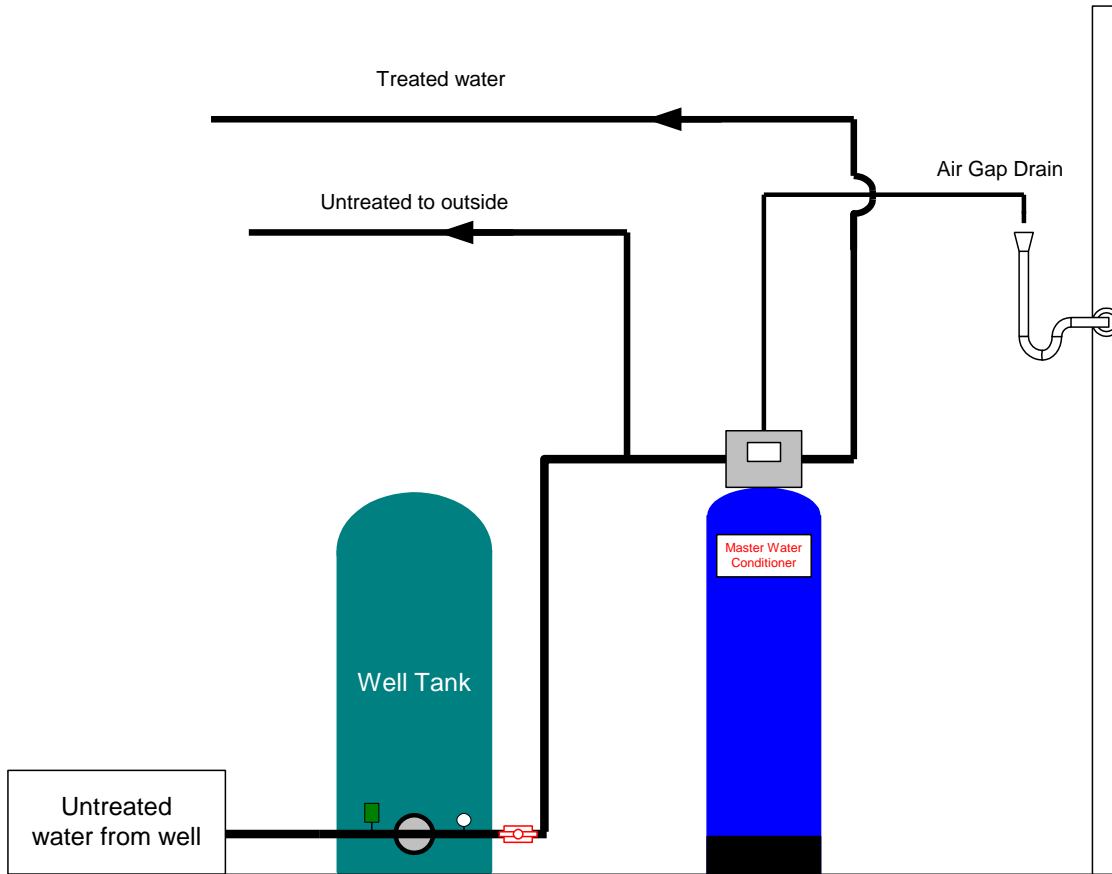 Treated water
Air Gap Drain
Untreated to outside
Master Water
Conditioner
Well Tank
Untreated
water from well